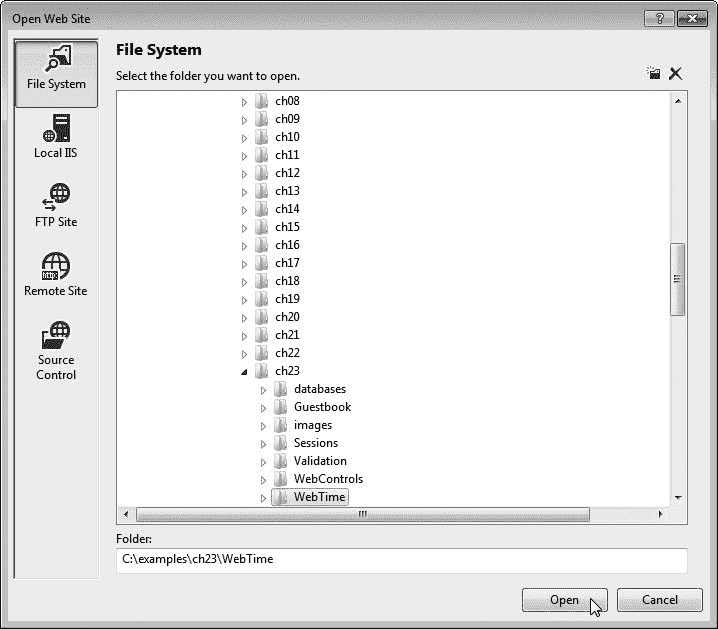 Open Web Site
?
File System
Local IIS
FTP Site
http
Remote Site
Source
Control
File System
Select the folder you want to open.
ch08
ch09
ch10
ch11
ch12
ch13
ch14
ch15
ch16
ch17
ch18
ch19
ch20
ch21
ch22
ch23
databases
Guestbook
images
Sessions
Validation
WebControls
WebTime
Folder:
C:\examples\ch23\WebTime
Open
Cancel